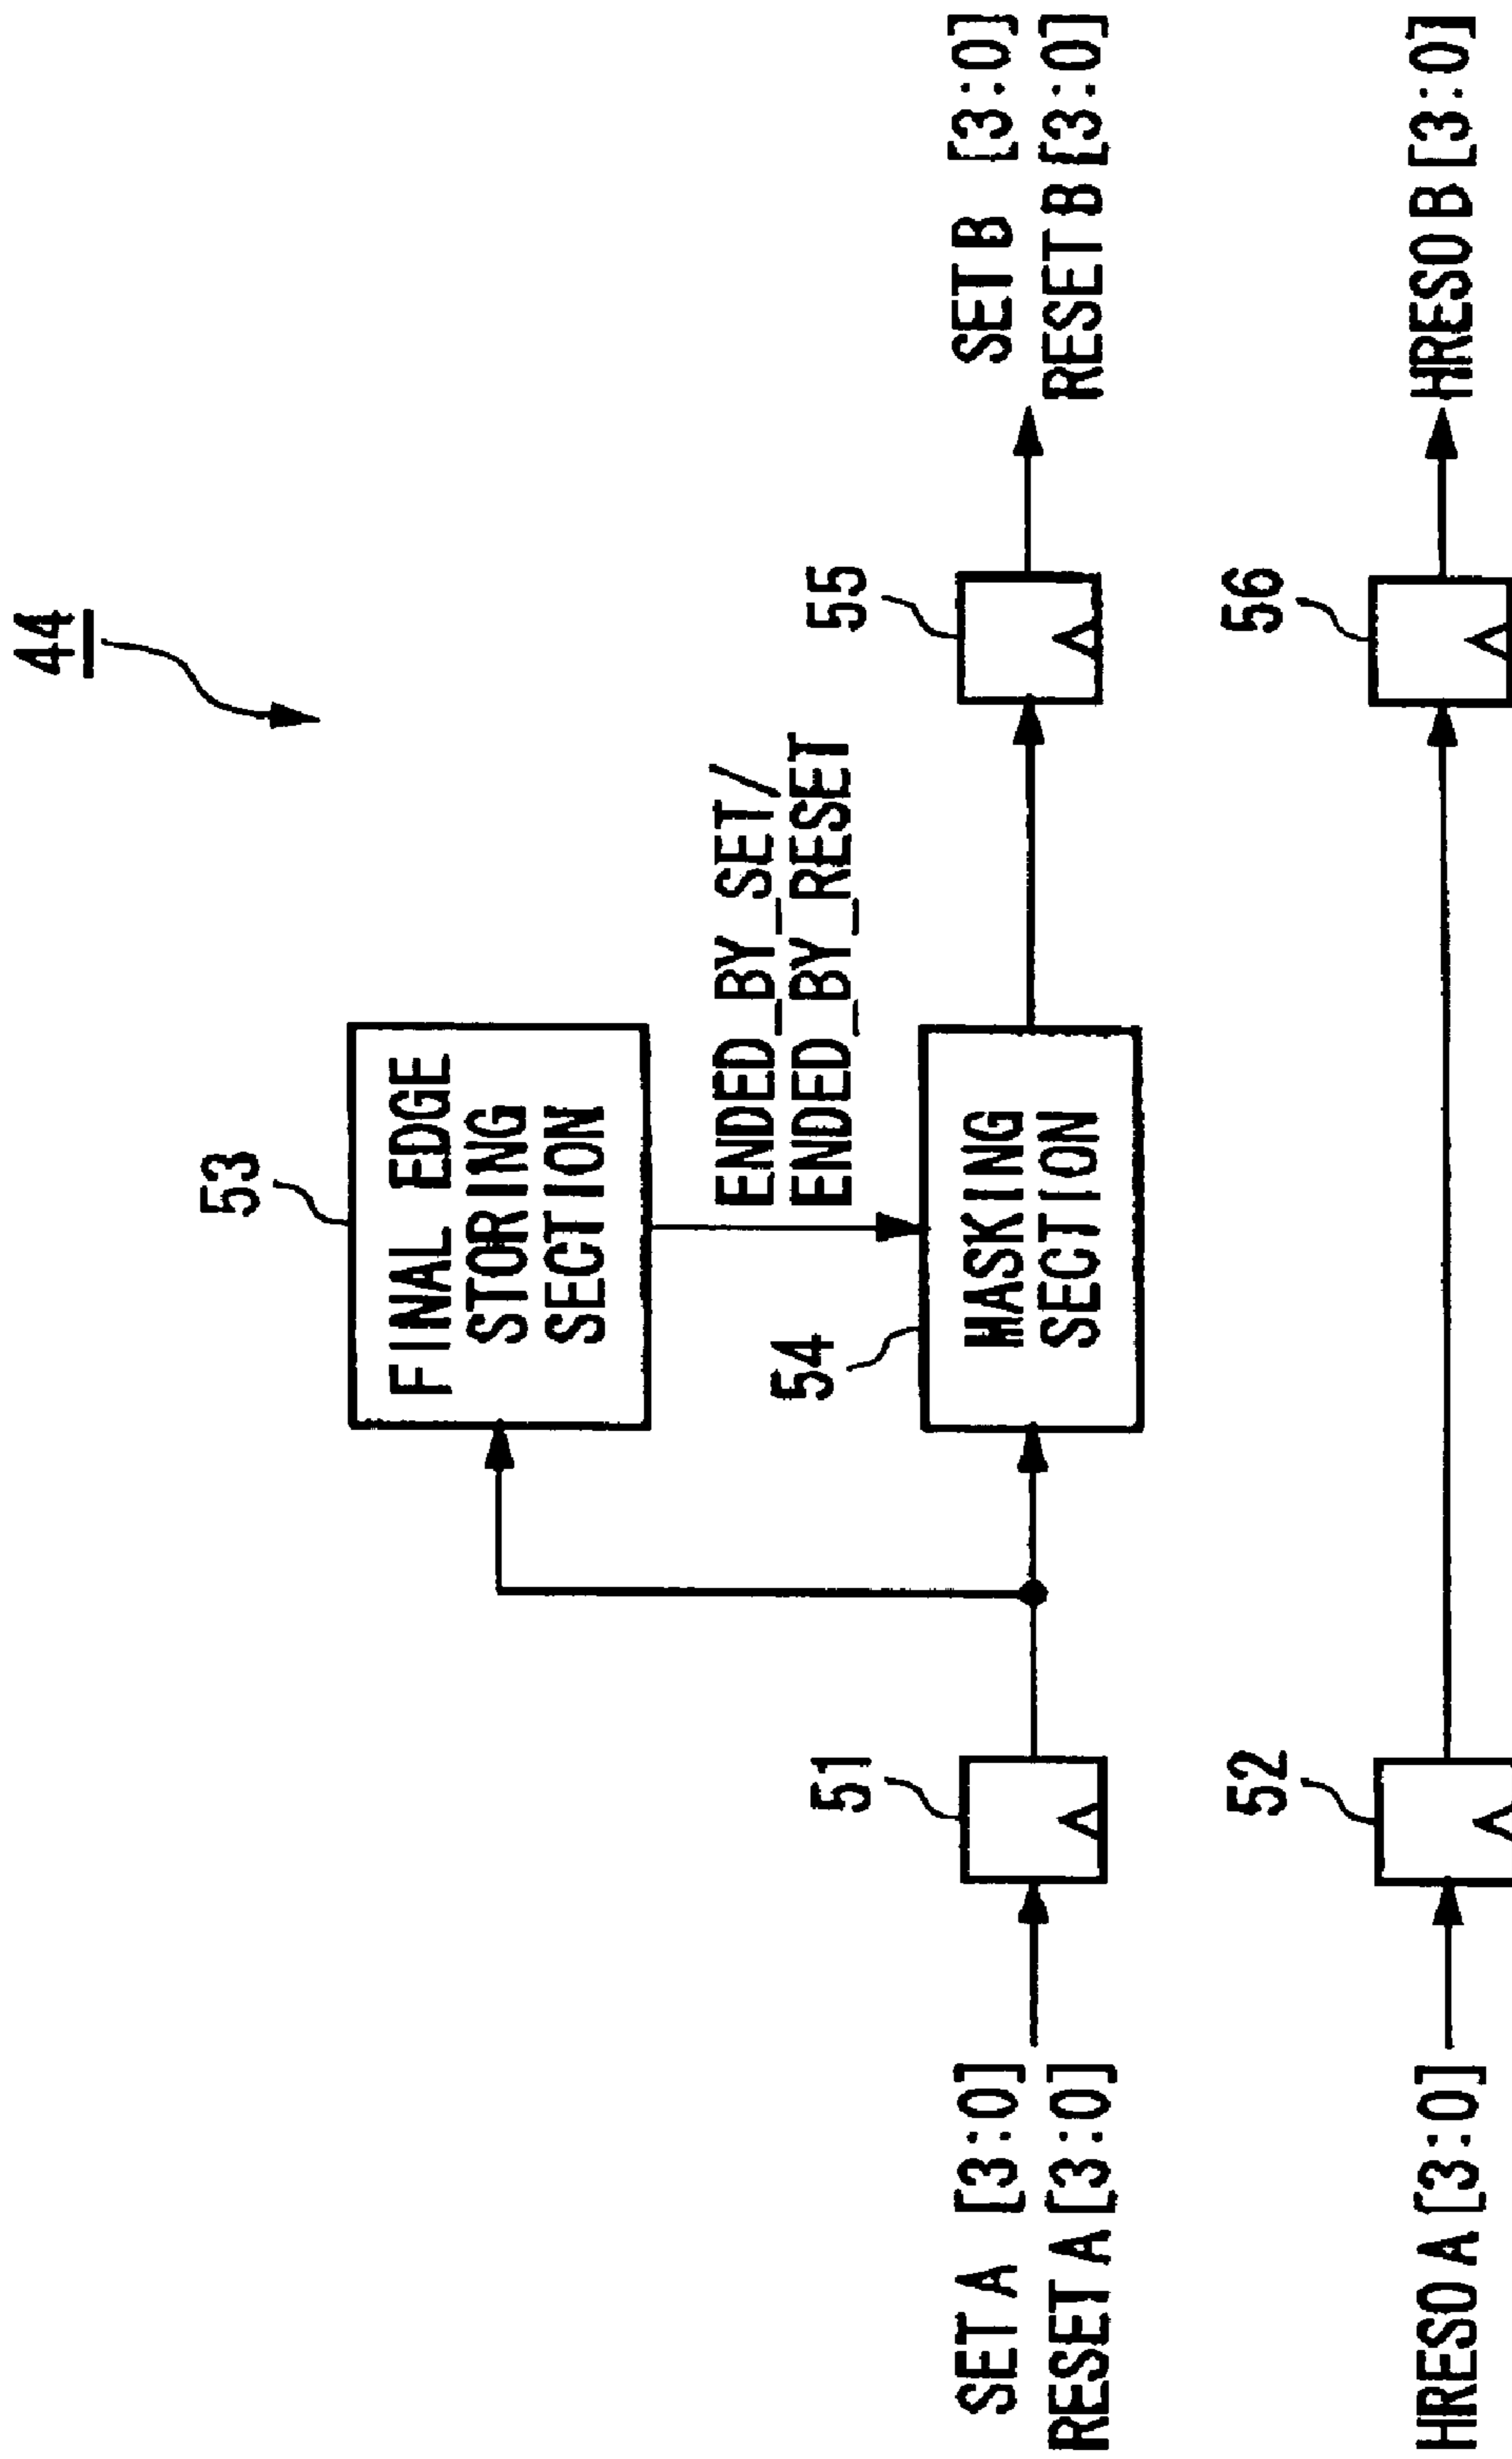 44
53
FINAL EDGE
STORING
SECTION
ENDED_BY_SET/
ENDED_BY_RESET
54
MASKING
SECTION
51
55
SET A [3:0]
RESET A [3:0]
SET B [3:0]
RESET B [3:0]
52
56
HRESO A [3:0]
HRESO B [3:0]